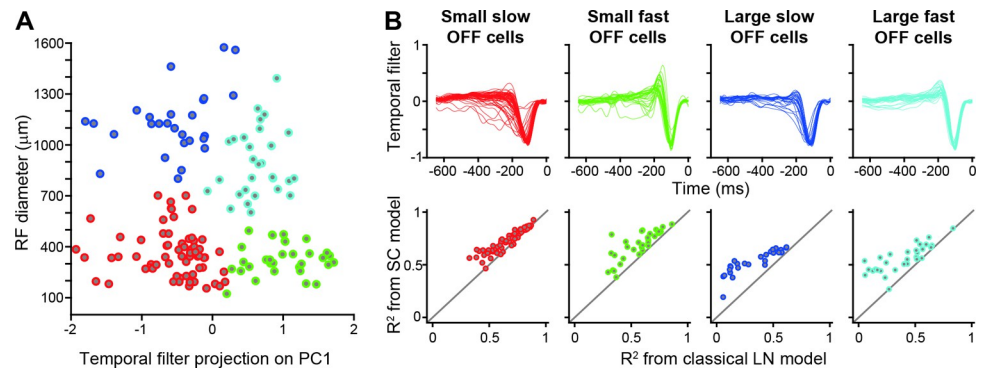 A
RF diameter (μm)
1600
1300
1000
700
400
100
-2 -1 0 1 2
Temporal filter projection on PC1
B
Small slow
OFF cells
Small fast
OFF cells
Large slow
OFF cells
Large fast
OFF cells
Temporal filter
1
0
-1
-600 -400 -200 0
-600 -400 -200 0
-600 -400 -200 0
-600 -400 -200 0
Time (ms)
R² from SC model
1
0.5
0
0 0.5 1
0 0.5 1
0 0.5 1
0 0.5 1
R² from classical LN model